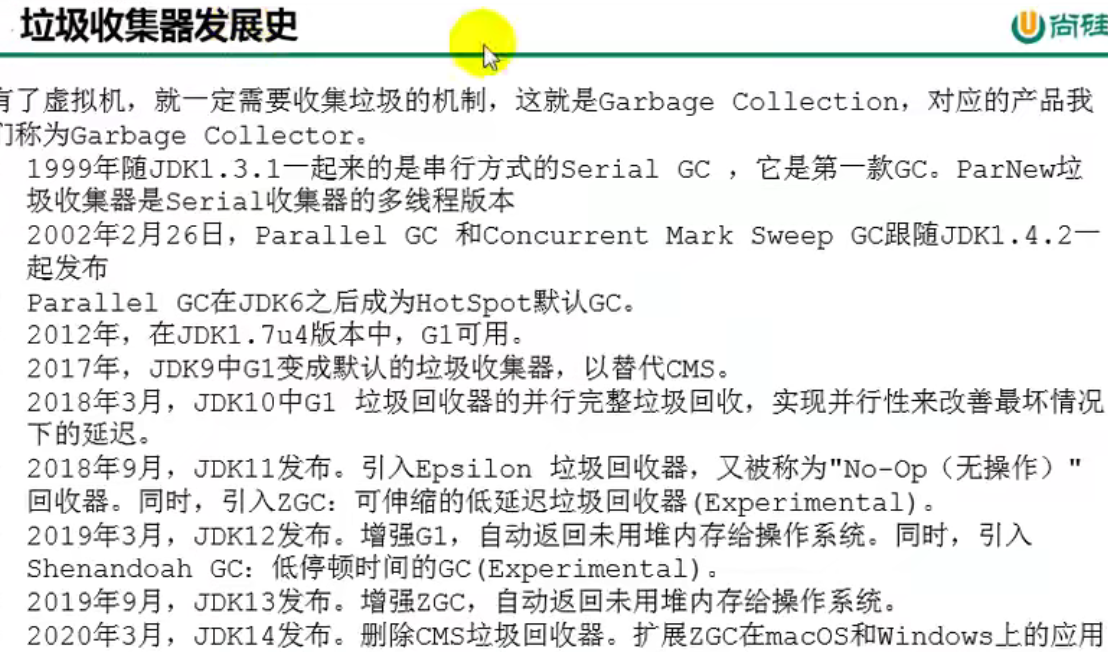 垃圾收集器发展史
尚硅
有了虚拟机，就一定需要收集垃圾的机制，这就是Garbage Collection，对应的产品我
们称为Garbage Collector。
1999年随JDK1.3.1一起来的是串行方式的Serial GC ，它是第一款GC。ParNew垃
圾收集器是Serial收集器的多线程版本
2002年2月26日，Parallel GC 和Concurrent Mark Sweep GC跟随JDK1.4.2一
起发布
Parallel GC在JDK6之后成为HotSpot默认GC。
2012年，在JDK1.7u4版本中，G1可用。
2017年，JDK9中G1变成默认的垃圾收集器，以替代CMS。
2018年3月，JDK10中G1 垃圾回收器的并行完整垃圾回收，实现并行性来改善最坏情况
下的延迟。
2018年9月，JDK11发布。引入Epsilon 垃圾回收器，又被称为"No-Op（无操作）"
回收器。同时，引入ZGC：可伸缩的低延迟垃圾回收器(Experimental)。
2019年3月，JDK12发布。增强G1，自动返回未用堆内存给操作系统。同时，引入
Shenandoah GC：低停顿时间的GC(Experimental)。
2019年9月，JDK13发布。增强ZGC，自动返回未用堆内存给操作系统。
2020年3月，JDK14发布。删除CMS垃圾回收器。扩展ZGC在macOS和Windows上的应用